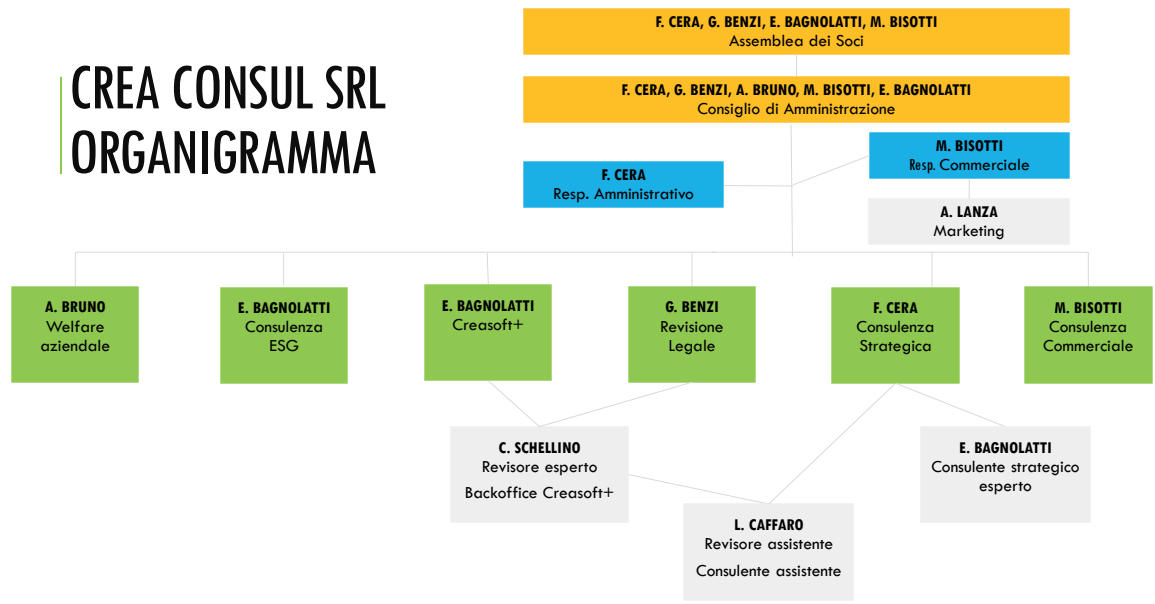 CREA CONSUL SRL
ORGANIGRAMMA
F. CERA, G. BENZI, E. BAGNOLATTI, M. BISOTTI
Assemblea dei Soci
F. CERA, G. BENZI, A. BRUNO, M. BISOTTI, E. BAGNOLATTI
Consiglio di Amministrazione
F. CERA
Resp. Amministrativo
M. BISOTTI
Resp. Commerciale
A. LANZA
Marketing
A. BRUNO
Welfare
aziendale
E. BAGNOLATTI
Consulenza
ESG
E. BAGNOLATTI
Creasoft+
G. BENZI
Revisione
Legale
F. CERA
Consulenza
Strategica
M. BISOTTI
Consulenza
Commerciale
C. SCHELLINO
Revisore esperto
Backoffice Creasoft+
L. CAFFARO
Revisore assistente
Consulente assistente
E. BAGNOLATTI
Consulente strategico
esperto